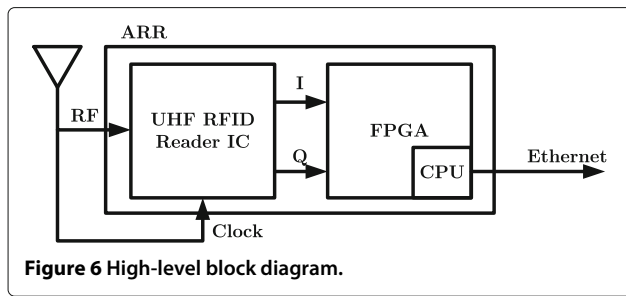 ARR
RF
UHF RFID
Reader IC
I
Q
FPGA
CPU
Ethernet
Clock
Figure 6 High-level block diagram.